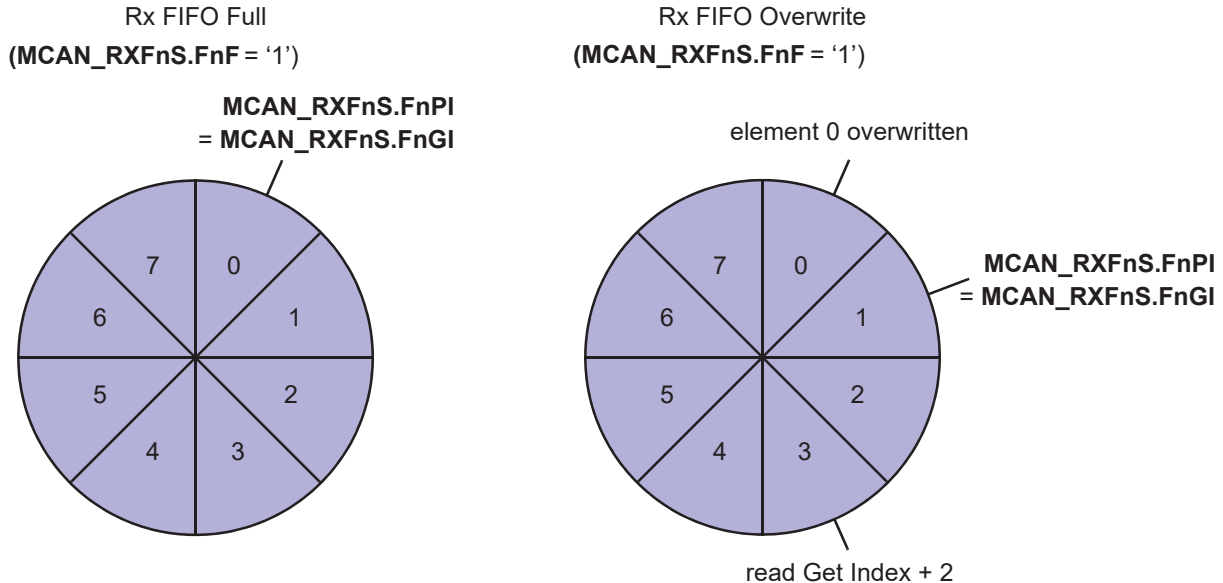 Rx FIFO Full
(MCAN_RXFnS.FnF = ‘1’)
MCAN_RXFnS.FnPI
= MCAN_RXFnS.FnGI
7
0
6
1
5
2
4
3
Rx FIFO Overwrite
(MCAN_RXFnS.FnF = ‘1’)
element 0 overwritten
MCAN_RXFnS.FnPI
= MCAN_RXFnS.FnGI
7
0
6
1
5
2
4
3
read Get Index + 2